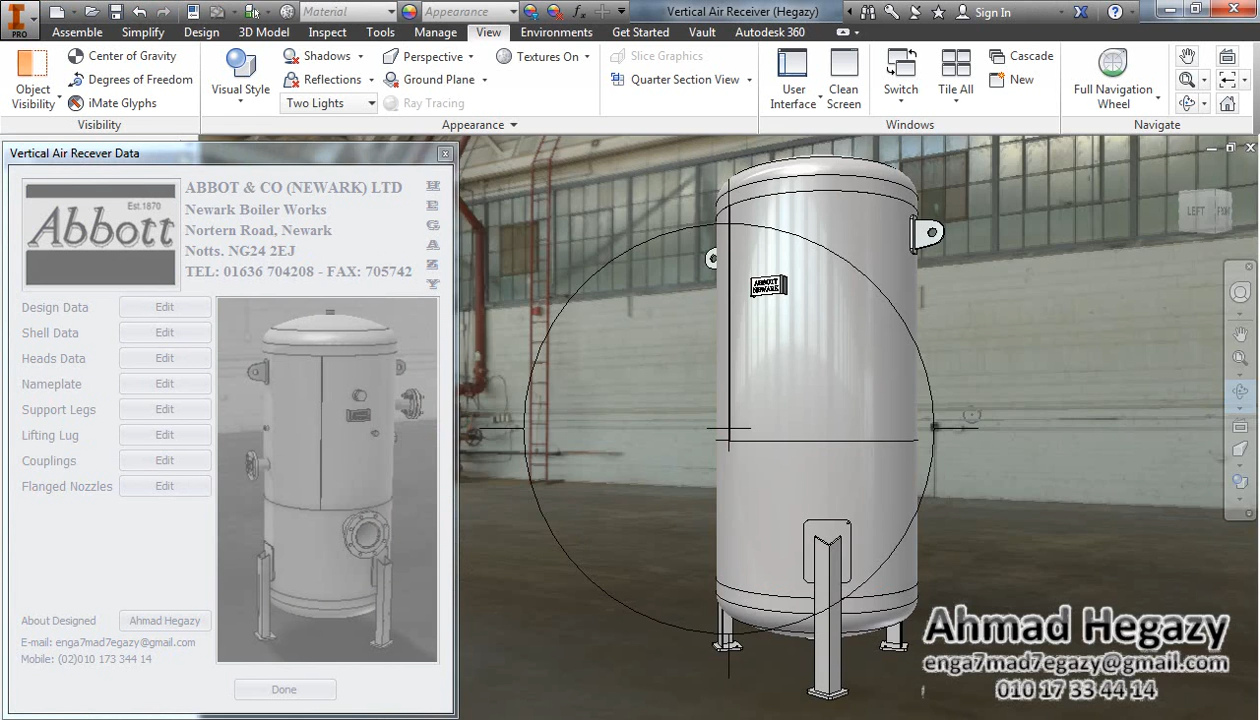 PRO
Material
Appearance
Vertical Air Receiver (Hegazy)
Sign In
Assemble
Simplify
Design
3D Model
Inspect
Tools
Manage
View
Environments
Get Started
Vault
Autodesk 360
Object Visibility
Center of Gravity
Degrees of Freedom
iMate Glyphs
Visual Style
Shadows
Reflections
Two Lights
Perspective
Ground Plane
Ray Tracing
Textures On
Slice Graphics
Quarter Section View
User Interface
Clean Screen
Switch
Tile All
Cascade
New
Full Navigation Wheel
Visibility
Appearance
Windows
Navigate
Vertical Air Recever Data
Est.1870
Abbott
ABBOT & CO (NEWARK) LTD
Newark Boiler Works
Nortern Road, Newark
Notts. NG24 2EJ
TEL: 01636 704208 - FAX: 705742
H
E
G
A
Z
Y
Design Data Edit
Shell Data Edit
Heads Data Edit
Nameplate Edit
Support Legs Edit
Lifting Lug Edit
Couplings Edit
Flanged Nozzles Edit
About Designed Ahmad Hegazy
E-mail: enga7mad7egazy@gmail.com
Mobile: (02)010 173 344 14
Done
ABBOTT
NEWARK
LEFT
Ahmad Hegazy
enga7mad7egazy@gmail.com
010 17 33 44 14